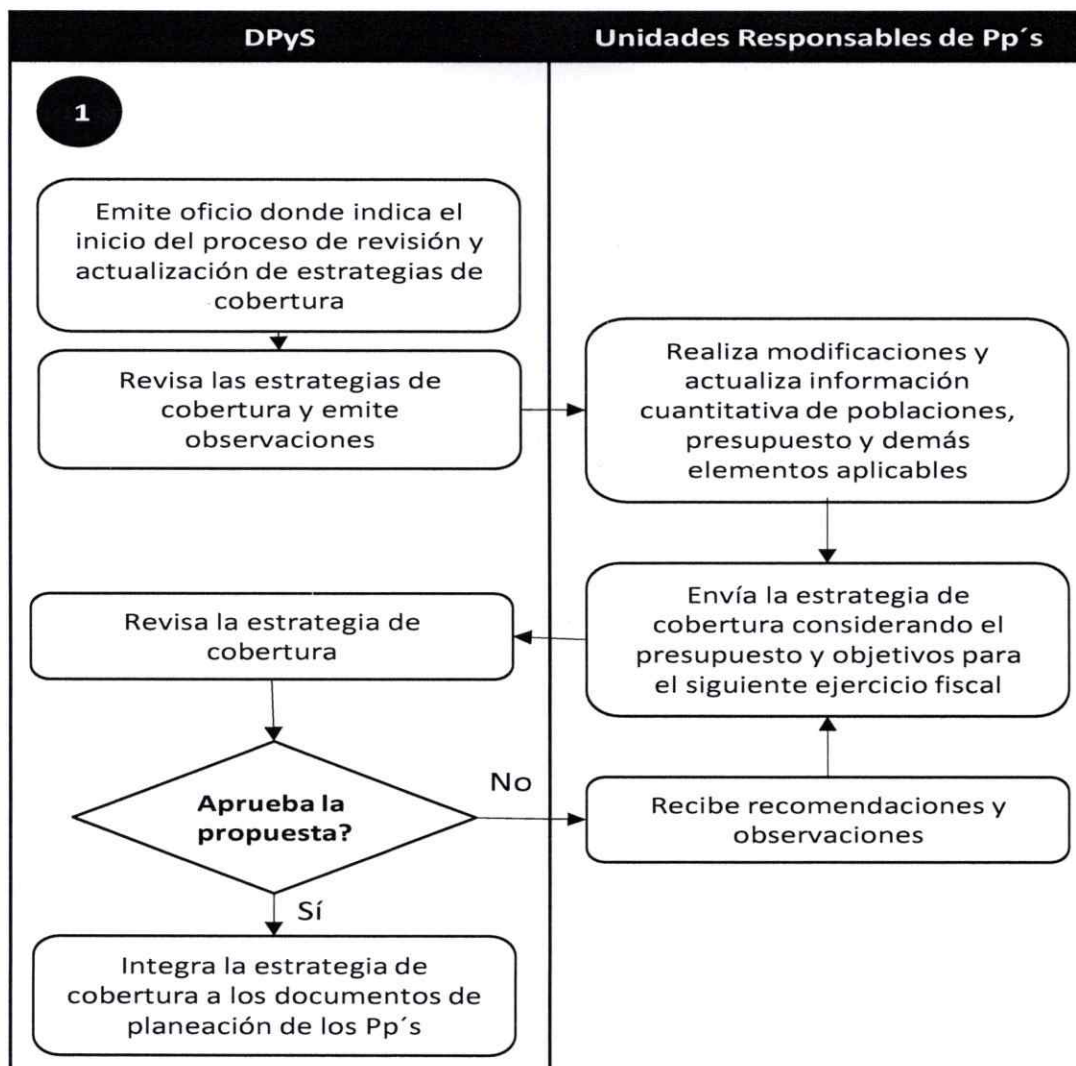 DPyS
Unidades Responsables de Pp´s
1
Emite oficio donde indica el
inicio del proceso de revisión y
actualización de estrategias de
cobertura
Revisa las estrategias de
cobertura y emite
observaciones
Realiza modificaciones y
actualiza información
cuantitativa de poblaciones,
presupuesto y demás
elementos aplicables
Envía la estrategia de
cobertura considerando el
presupuesto y objetivos para
el siguiente ejercicio fiscal
Revisa la estrategia de
cobertura
Aprueba la
propuesta?
No
Recibe recomendaciones y
observaciones
Sí
Integra la estrategia de
cobertura a los documentos de
planeación de los Pp´s